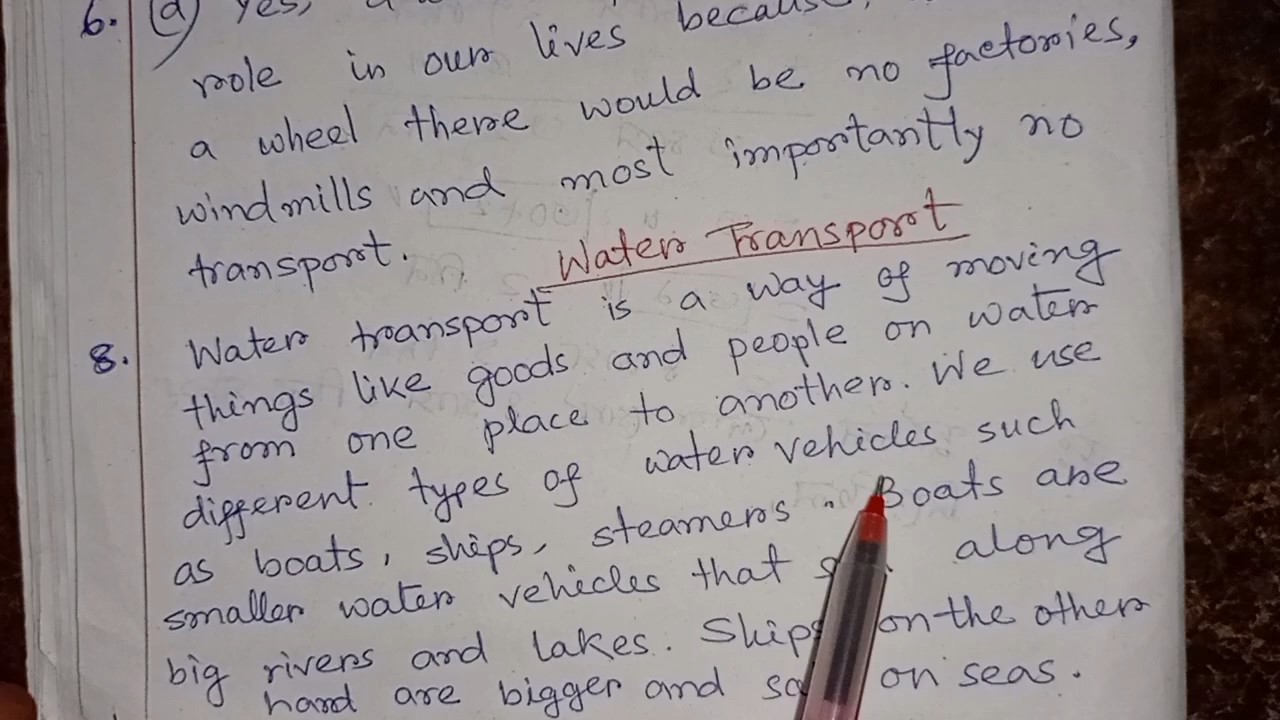 6. (a) Yes, a
role in our lives because,
a wheel there would be no factories,
windmills and most importantly no
transport.
Water Transport
8. Water transport is a way of moving
things like goods and people on water
from one place to another. We use
different types of water vehicles such
as boats, ships, steamers. Boats are
smaller water vehicles that along
big rivers and lakes. Ships on the other
hand are bigger and on seas.